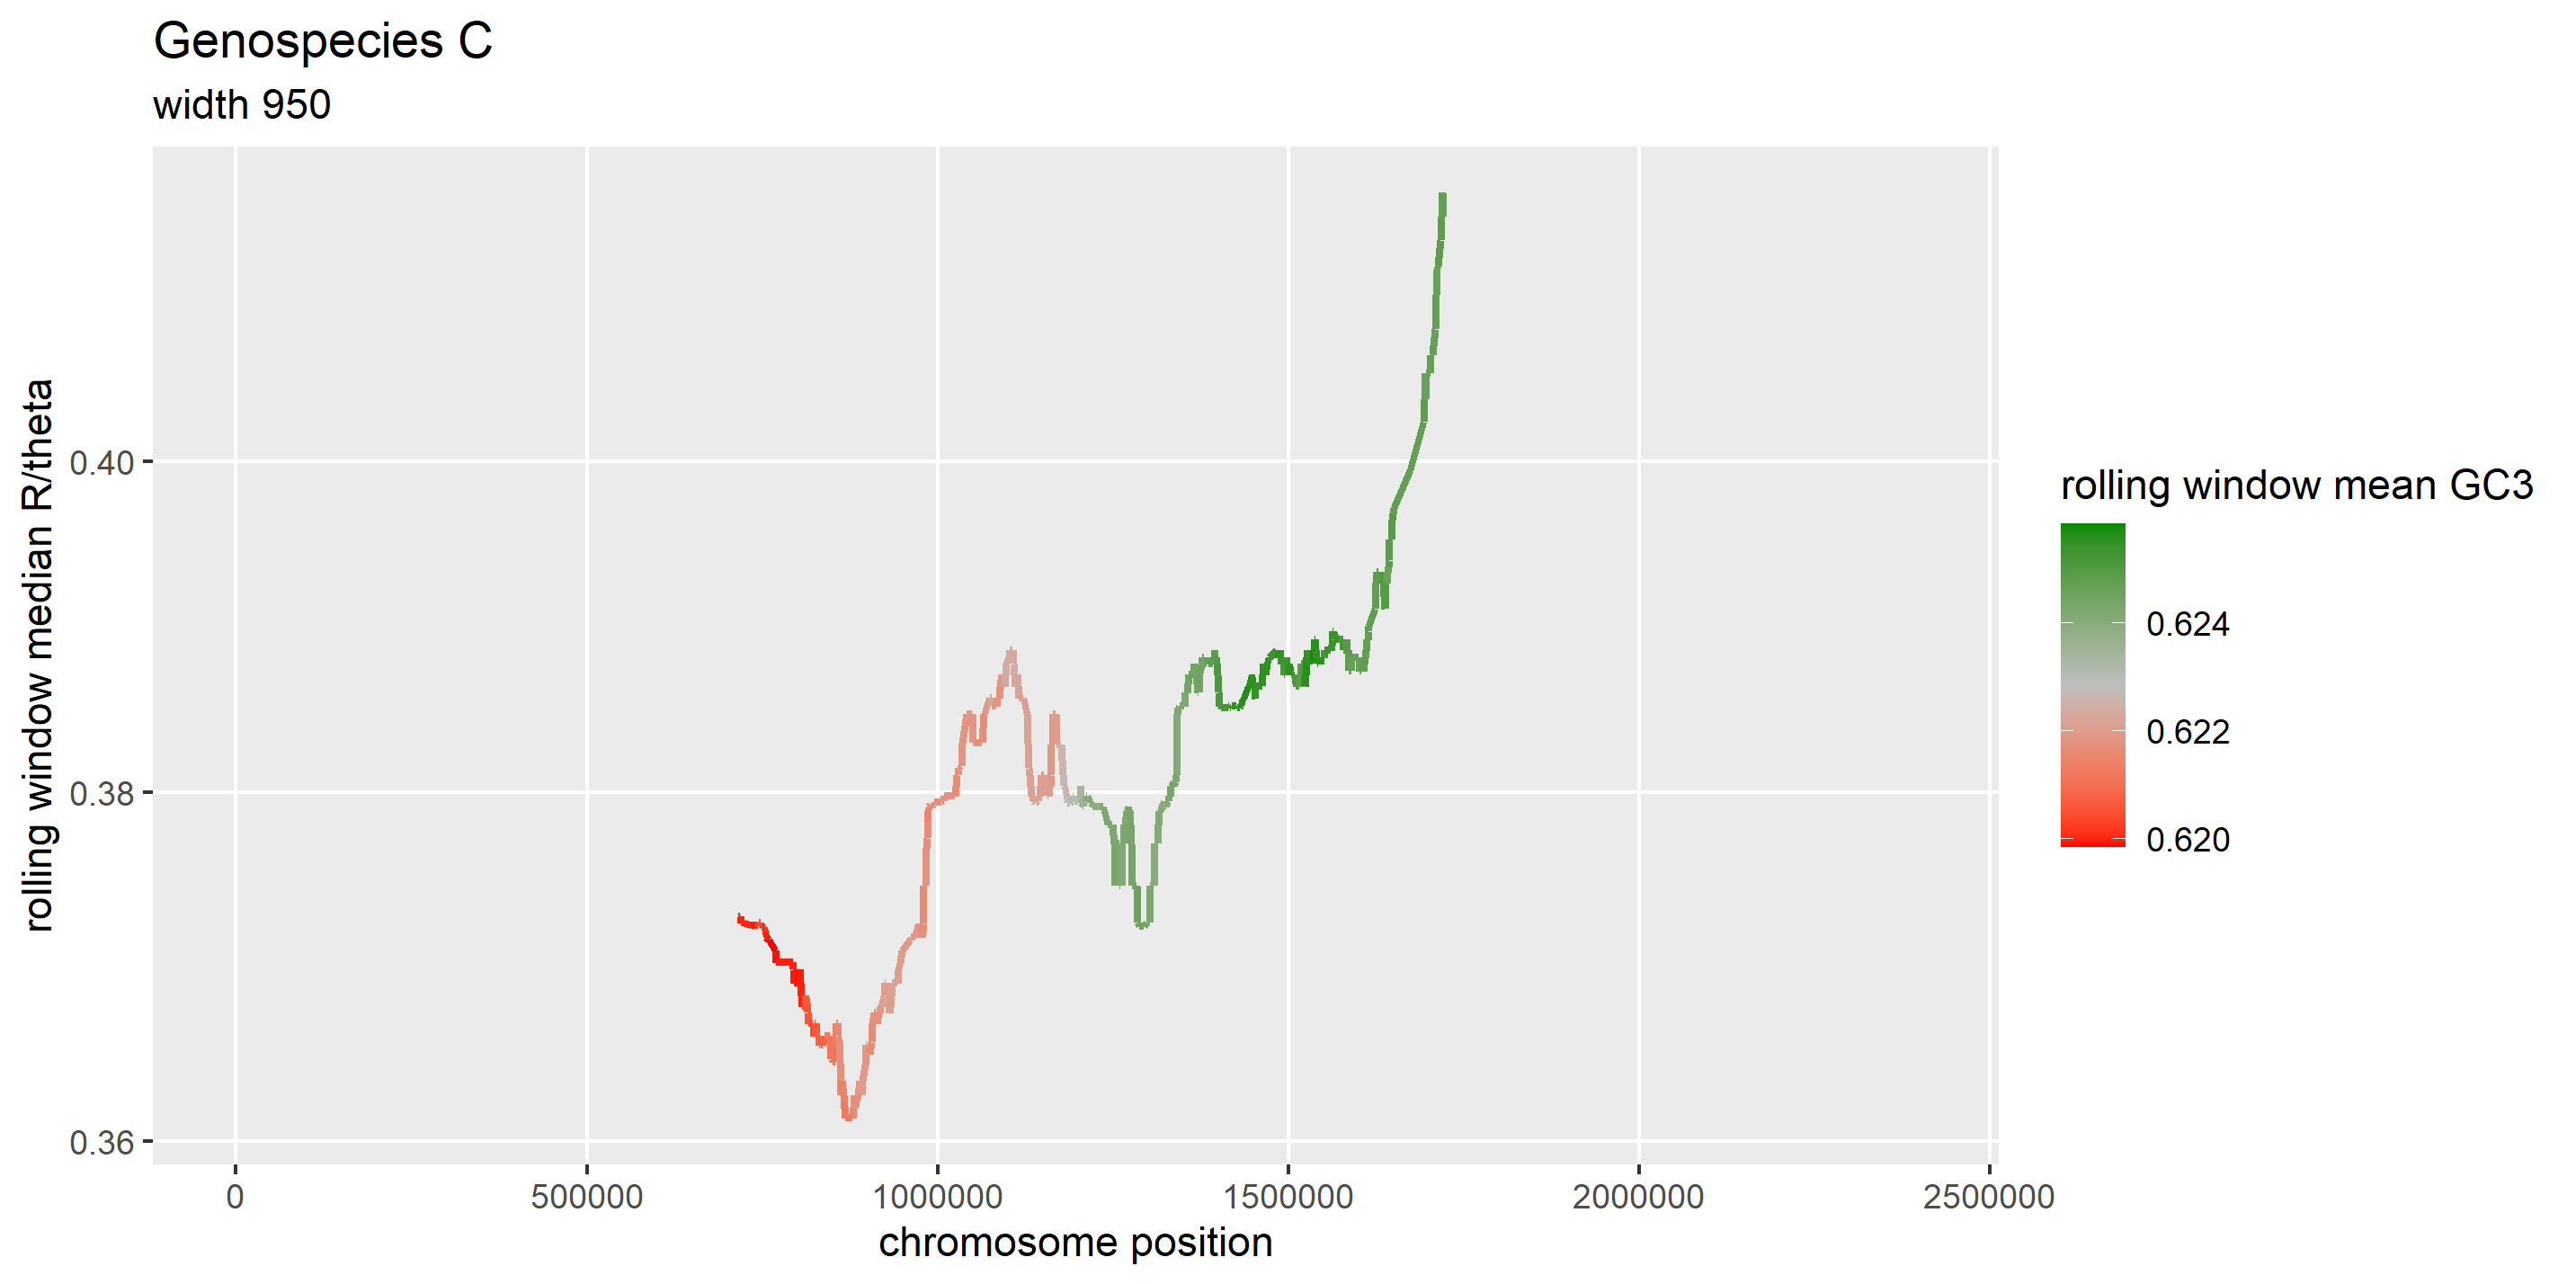 Genospecies C
width 950
rolling window median R/theta
0.40
0.38
0.36
0
500000
1000000
1500000
2000000
2500000
chromosome position
rolling window mean GC3
0.624
0.622
0.620